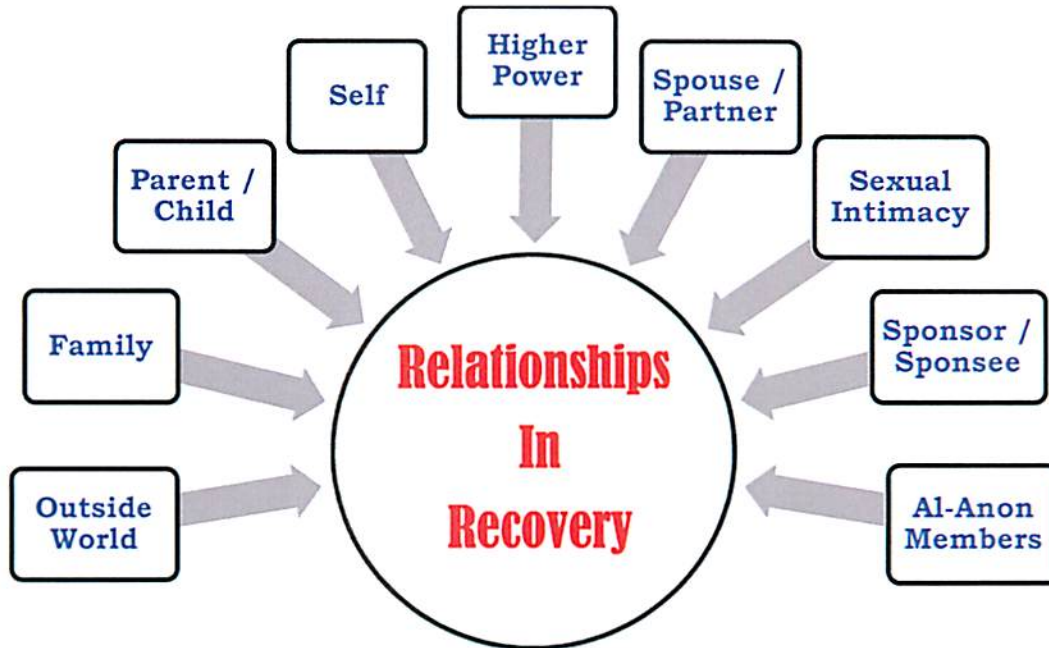 Higher
Power
Self
Spouse /
Partner
Parent /
Child
Sexual
Intimacy
Family
Sponsor /
Sponsee
Outside
World
Al-Anon
Members
Relationships
In
Recovery